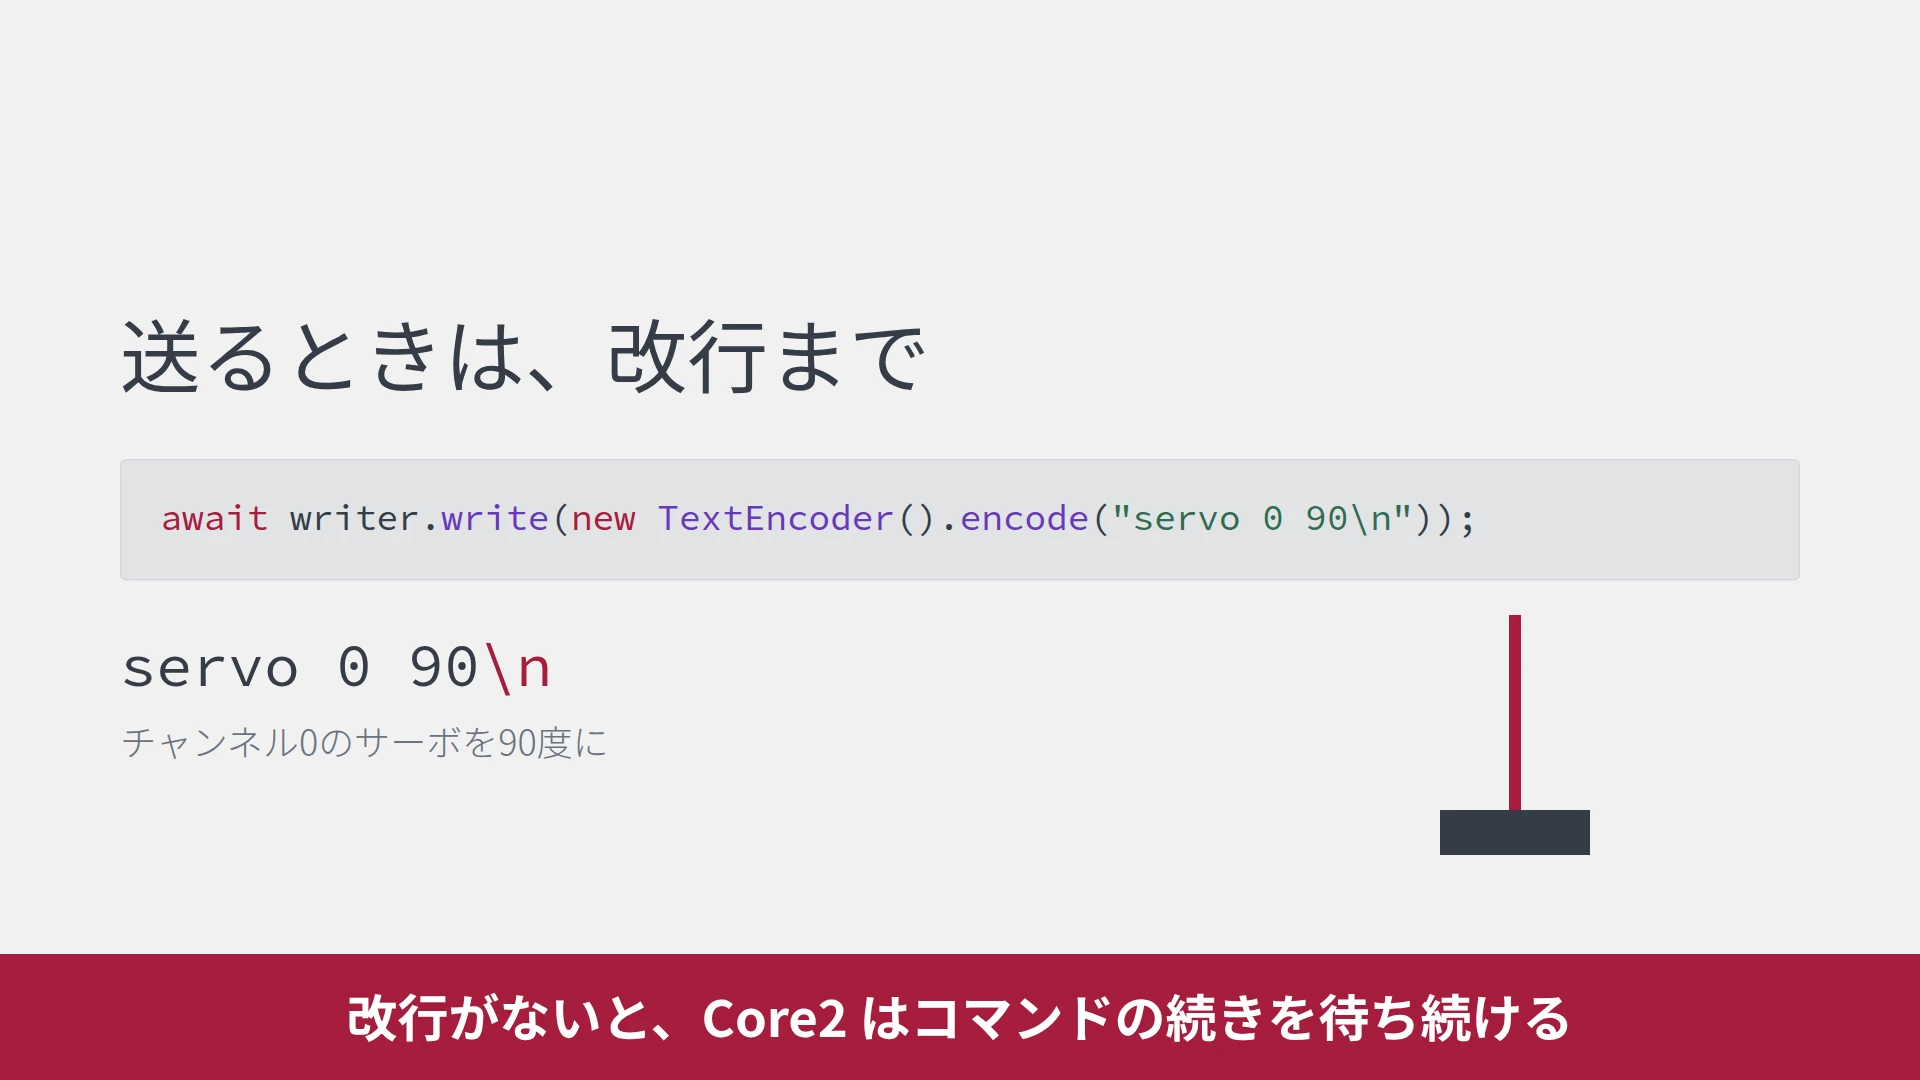 送るときは、改行まで
await writer.write(new TextEncoder().encode("servo 0 90\n"));
servo 0 90\n
チャンネル0のサーボを90度に
改行がないと、Core2 はコマンドの続きを待ち続ける